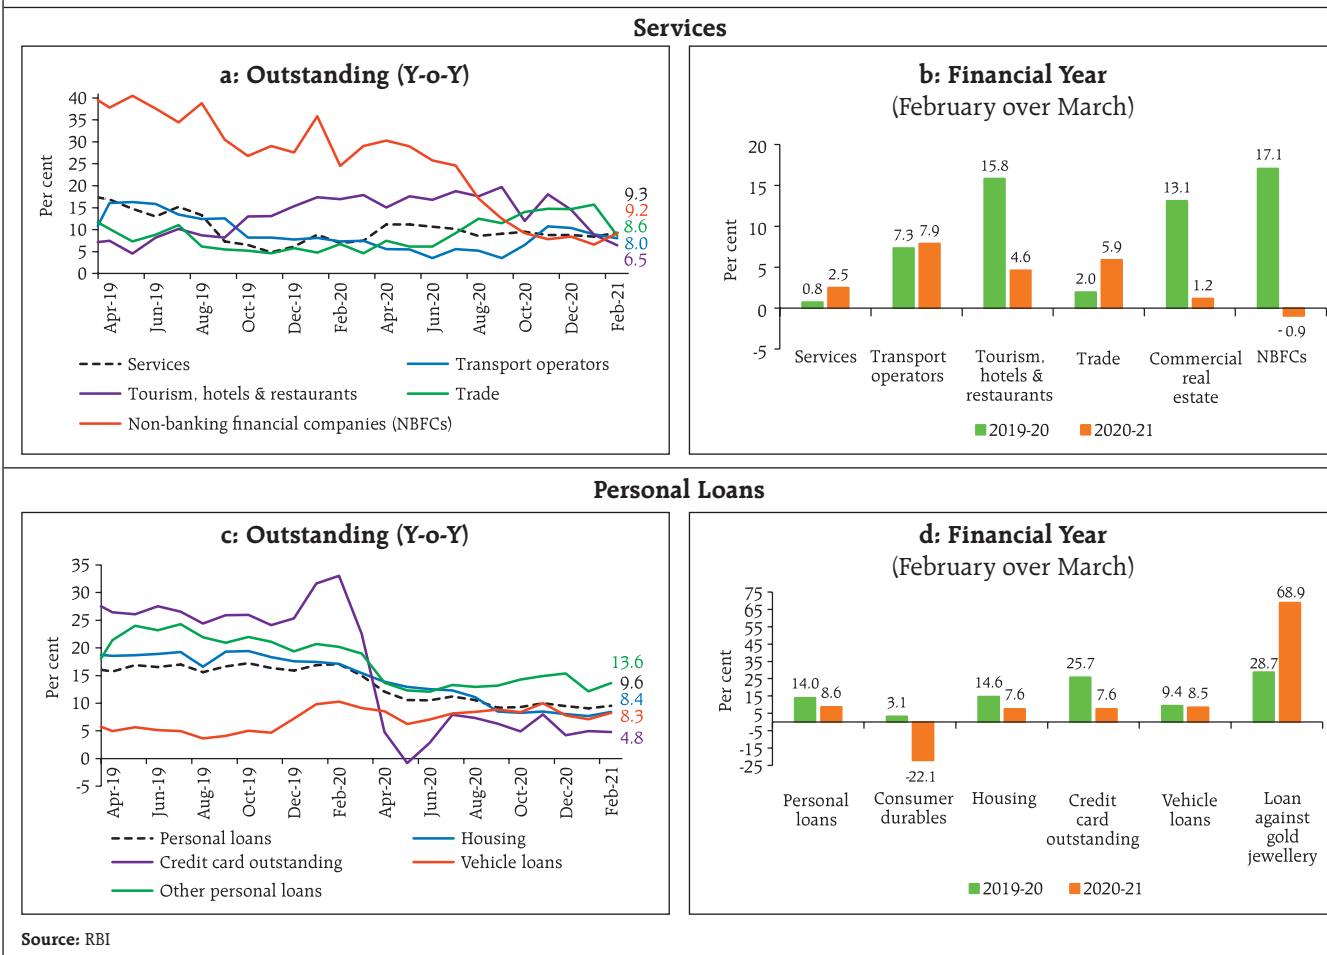 Services
a: Outstanding (Y-o-Y)
Per cent
40
35
30
25
20
15
10
5
0
9.3
9.2
8.6
8.0
6.5
Apr-19
Jun-19
Aug-19
Oct-19
Dec-19
Feb-20
Apr-20
Jun-20
Aug-20
Oct-20
Dec-20
Feb-21
Services
Transport operators
Tourism, hotels & restaurants
Trade
Non-banking financial companies (NBFCs)
b: Financial Year
(February over March)
Per cent
20
15
10
5
0
-5
0.8
2.5
7.3
7.9
15.8
4.6
2.0
5.9
13.1
1.2
17.1
-0.9
Services
Transport
operators
Tourism,
hotels &
restaurants
Trade
Commercial
real
estate
NBFCs
2019-20
2020-21
Personal Loans
c: Outstanding (Y-o-Y)
Per cent
35
30
25
20
15
10
5
0
-5
13.6
9.6
8.4
8.3
4.8
Apr-19
Jun-19
Aug-19
Oct-19
Dec-19
Feb-20
Apr-20
Jun-20
Aug-20
Oct-20
Dec-20
Feb-21
Personal loans
Housing
Credit card outstanding
Vehicle loans
Other personal loans
d: Financial Year
(February over March)
Per cent
75
65
55
45
35
25
15
5
-5
-15
-25
14.0
8.6
3.1
-22.1
14.6
7.6
25.7
7.6
9.4
8.5
28.7
68.9
Personal
loans
Consumer
durables
Housing
Credit
card
outstanding
Vehicle
loans
Loan
against
gold
jewellery
2019-20
2020-21
Source: RBI